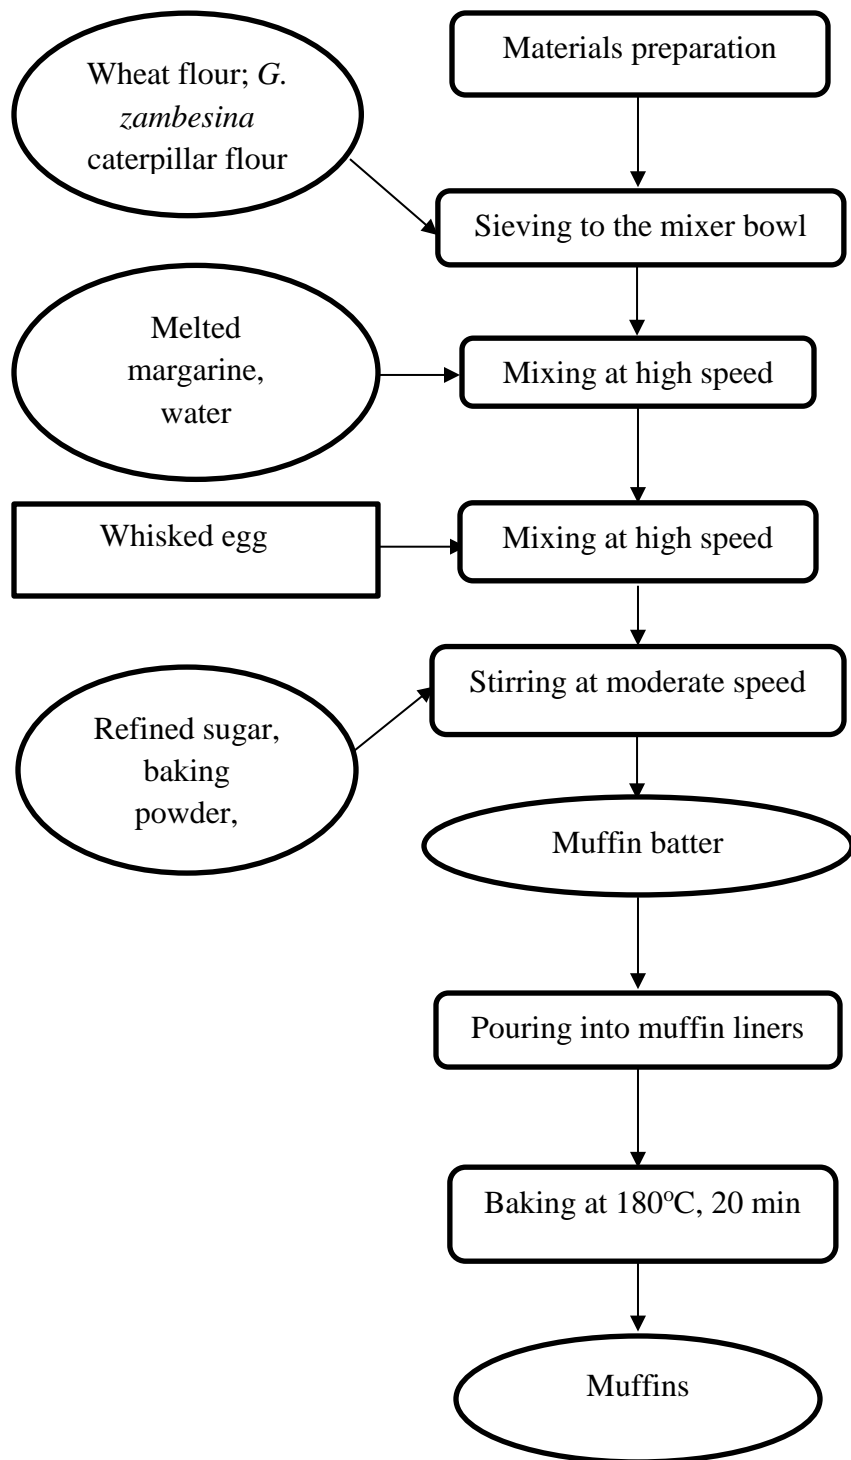 Wheat flour; G.
zambesina
caterpillar flour
Materials preparation
Sieving to the mixer bowl
Melted
margarine,
water
Mixing at high speed
Whisked egg
Mixing at high speed
Refined sugar,
baking
powder,
Stirring at moderate speed
Muffin batter
Pouring into muffin liners
Baking at 180°C, 20 min
Muffins